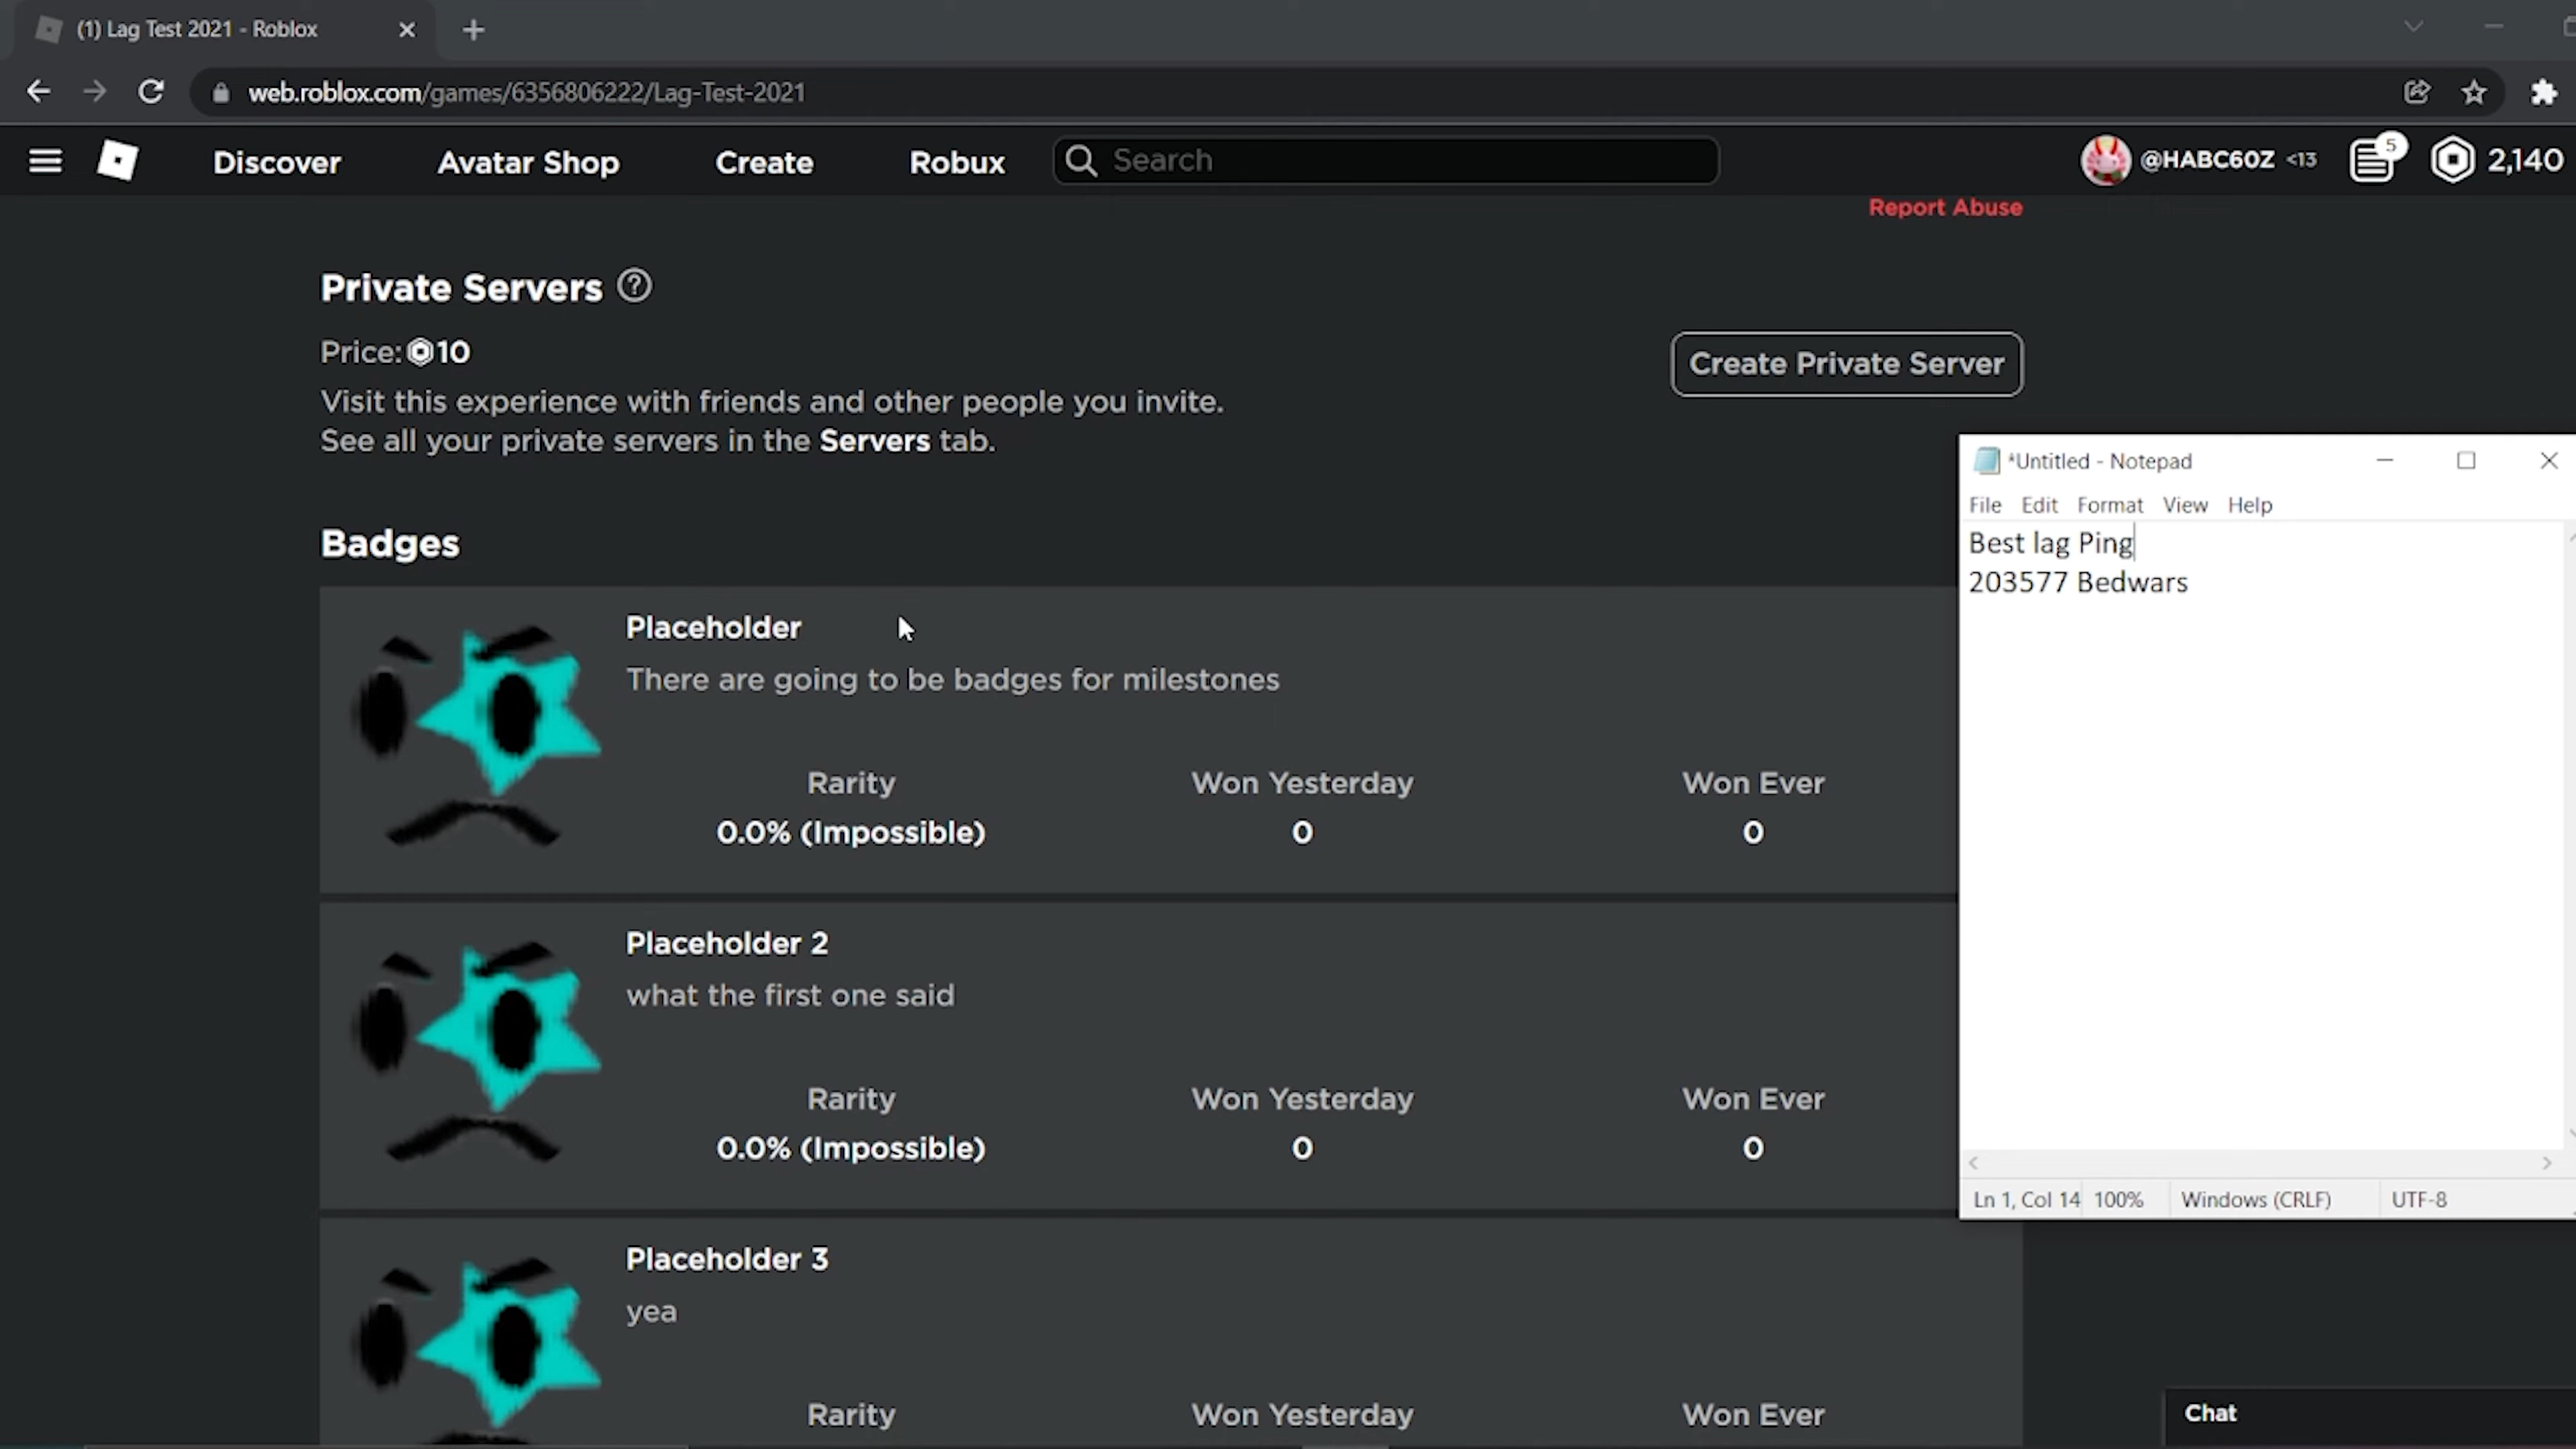 (1) Lag Test 2021 - Roblox
web.roblox.com/games/6356806222/Lag-Test-2021
Discover Avatar Shop Create Robux Search @HABC60Z <13 5 2,140
Report Abuse
Private Servers ?
Price: 10
Create Private Server
Visit this experience with friends and other people you invite.
See all your private servers in the Servers tab.
Badges
Placeholder
There are going to be badges for milestones
Rarity Won Yesterday Won Ever
0.0% (Impossible) 0 0
Placeholder 2
what the first one said
Rarity Won Yesterday Won Ever
0.0% (Impossible) 0 0
Placeholder 3
yea
Rarity Won Yesterday Won Ever
*Untitled - Notepad
File Edit Format View Help
Best lag Ping
203577 Bedwars
Ln 1, Col 14 100% Windows (CRLF) UTF-8
Chat